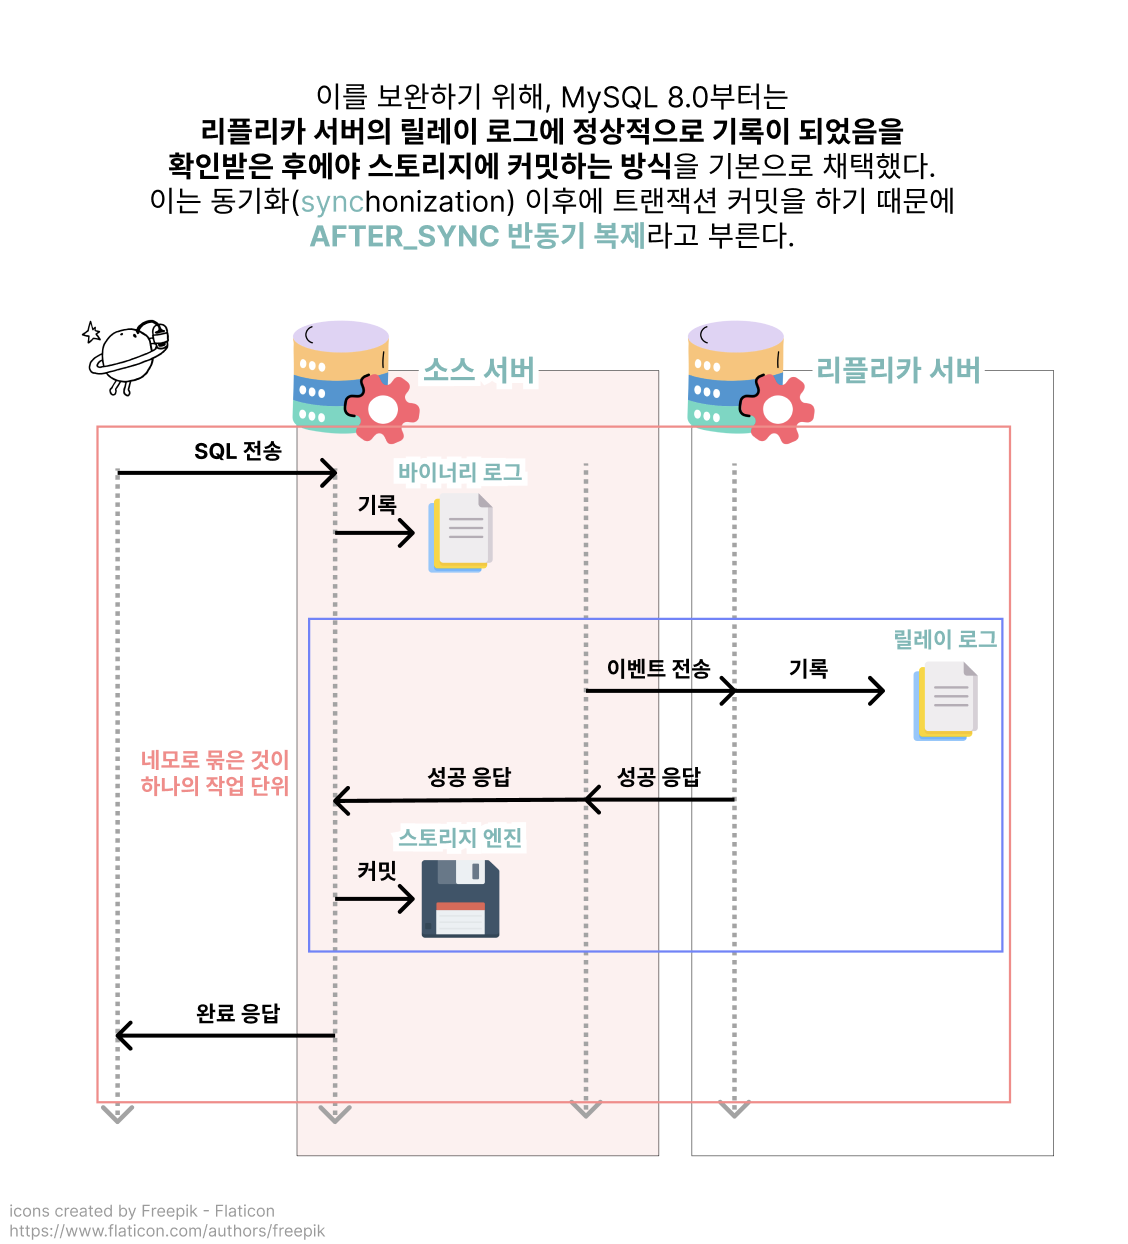 이를 보완하기 위해, MySQL 8.0부터는
리플리카 서버의 릴레이 로그에 정상적으로 기록이 되었음을
확인받은 후에야 스토리지에 커밋하는 방식을 기본으로 채택했다.
이는 동기화(synchonization) 이후에 트랜잭션 커밋을 하기 때문에
AFTER_SYNC 반동기 복제라고 부른다.
소스 서버
리플리카 서버
SQL 전송
바이너리 로그
기록
릴레이 로그
이벤트 전송
기록
네모로 묶은 것이
하나의 작업 단위
성공 응답
성공 응답
스토리지 엔진
커밋
완료 응답
icons created by Freepik - Flaticon
https://www.flaticon.com/authors/freepik